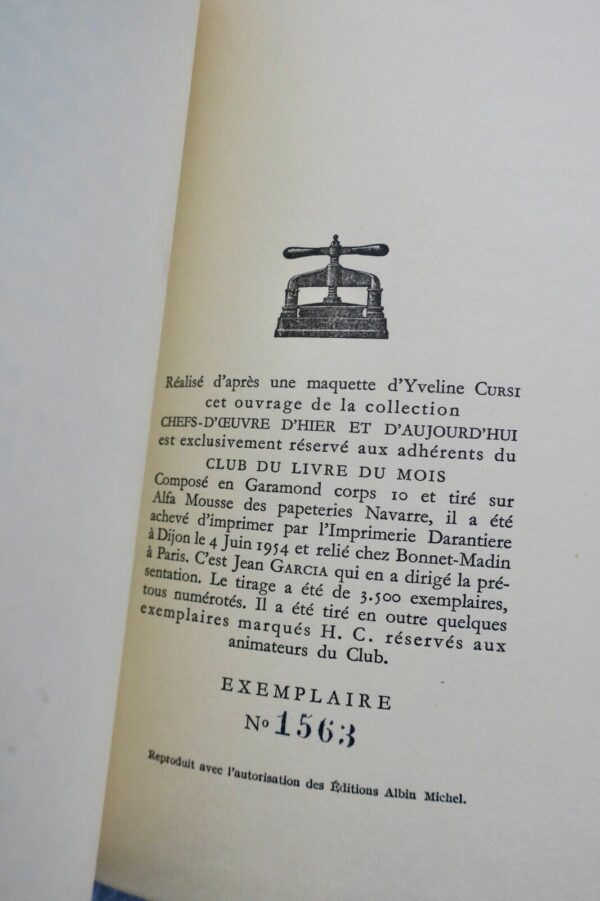 Réalisé d'après une maquette d'Yveline CURSI
cet ouvrage de la collection
CHEFS-D'ŒUVRE D'HIER ET D'AUJOURD'HUI
est exclusivement réservé aux adhérents du
CLUB DU LIVRE DU MOIS
Composé en Garamond corps 10 et tiré sur
Alfa Mousse des papeteries Navarre, il a été
achevé d'imprimer par l'Imprimerie Darantiere
à Dijon le 4 Juin 1954 et relié chez Bonnet-Madin
à Paris. C'est Jean GARCIA qui en a dirigé la pré-
sentation. Le tirage a été de 3.500 exemplaires,
tous numérotés. Il a été tiré en outre quelques
exemplaires marqués H. C. réservés aux
animateurs du Club.
EXEMPLAIRE
No 1563
Reproduit avec l'autorisation des Éditions Albin Michel.